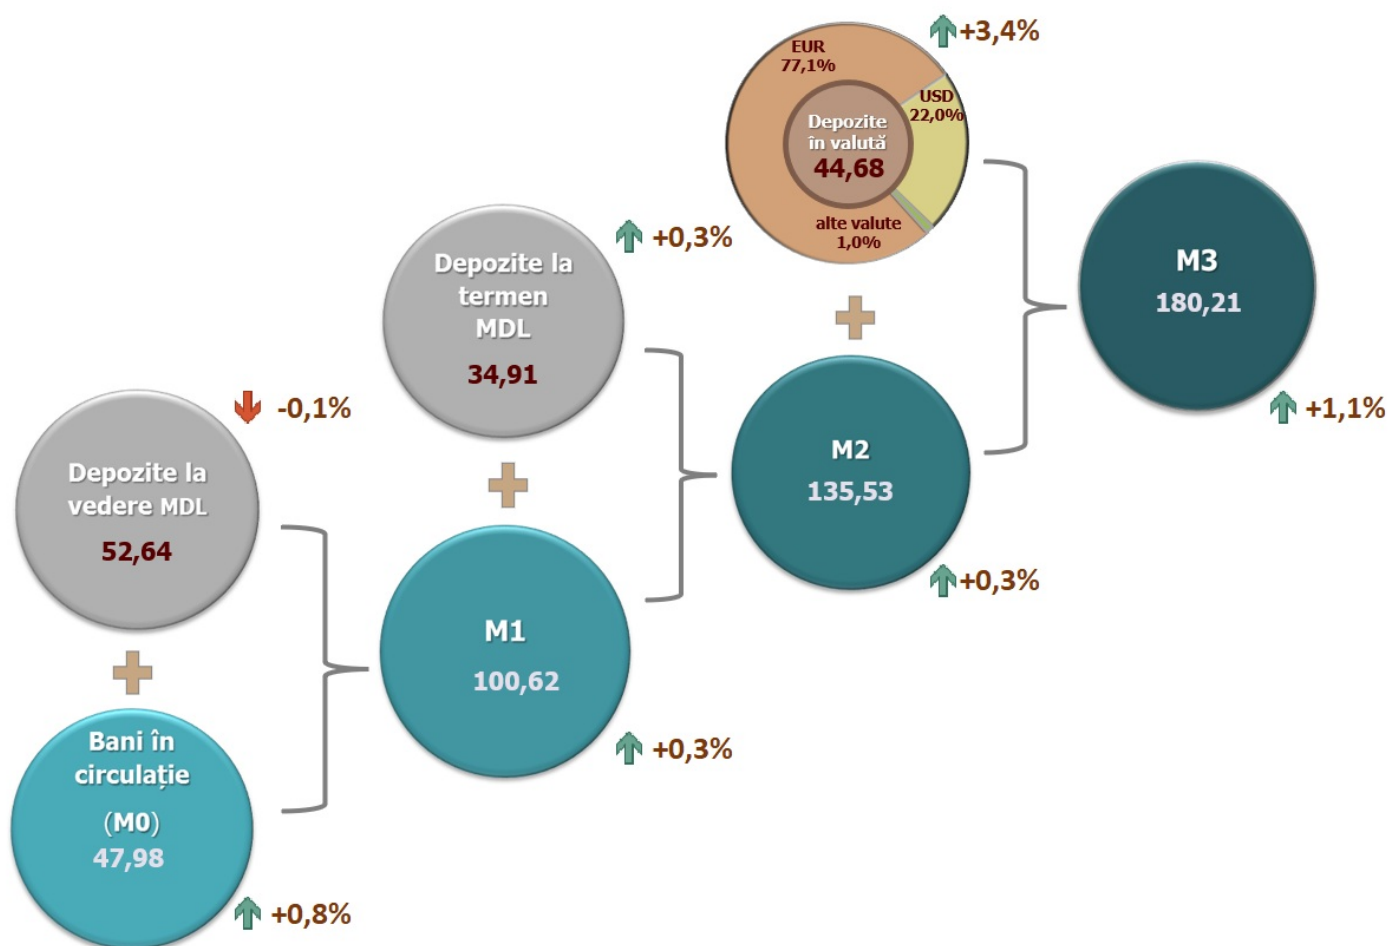 +3,4%
EUR
77,1%
USD
22,0%
Depozite
în valută
44,68
alte valute
1,0%
+0,3%
Depozite la
termen
MDL
34,91
M3
180,21
+1,1%
-0,1%
Depozite la
vedere MDL
52,64
M2
135,53
+0,3%
M1
100,62
+0,3%
Bani în
circulație
(M0)
47,98
+0,8%